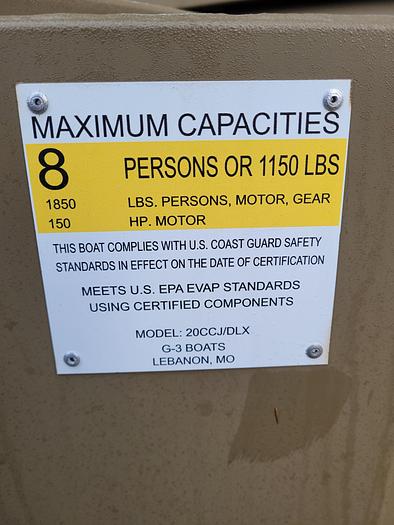 MAXIMUM CAPACITIES
8 PERSONS OR 1150 LBS
1850 LBS. PERSONS, MOTOR, GEAR
150 HP. MOTOR
THIS BOAT COMPLIES WITH U.S. COAST GUARD SAFETY
STANDARDS IN EFFECT ON THE DATE OF CERTIFICATION
MEETS U.S. EPA EVAP STANDARDS
USING CERTIFIED COMPONENTS
MODEL: 20CCJ/DLX
G-3 BOATS
LEBANON, MO